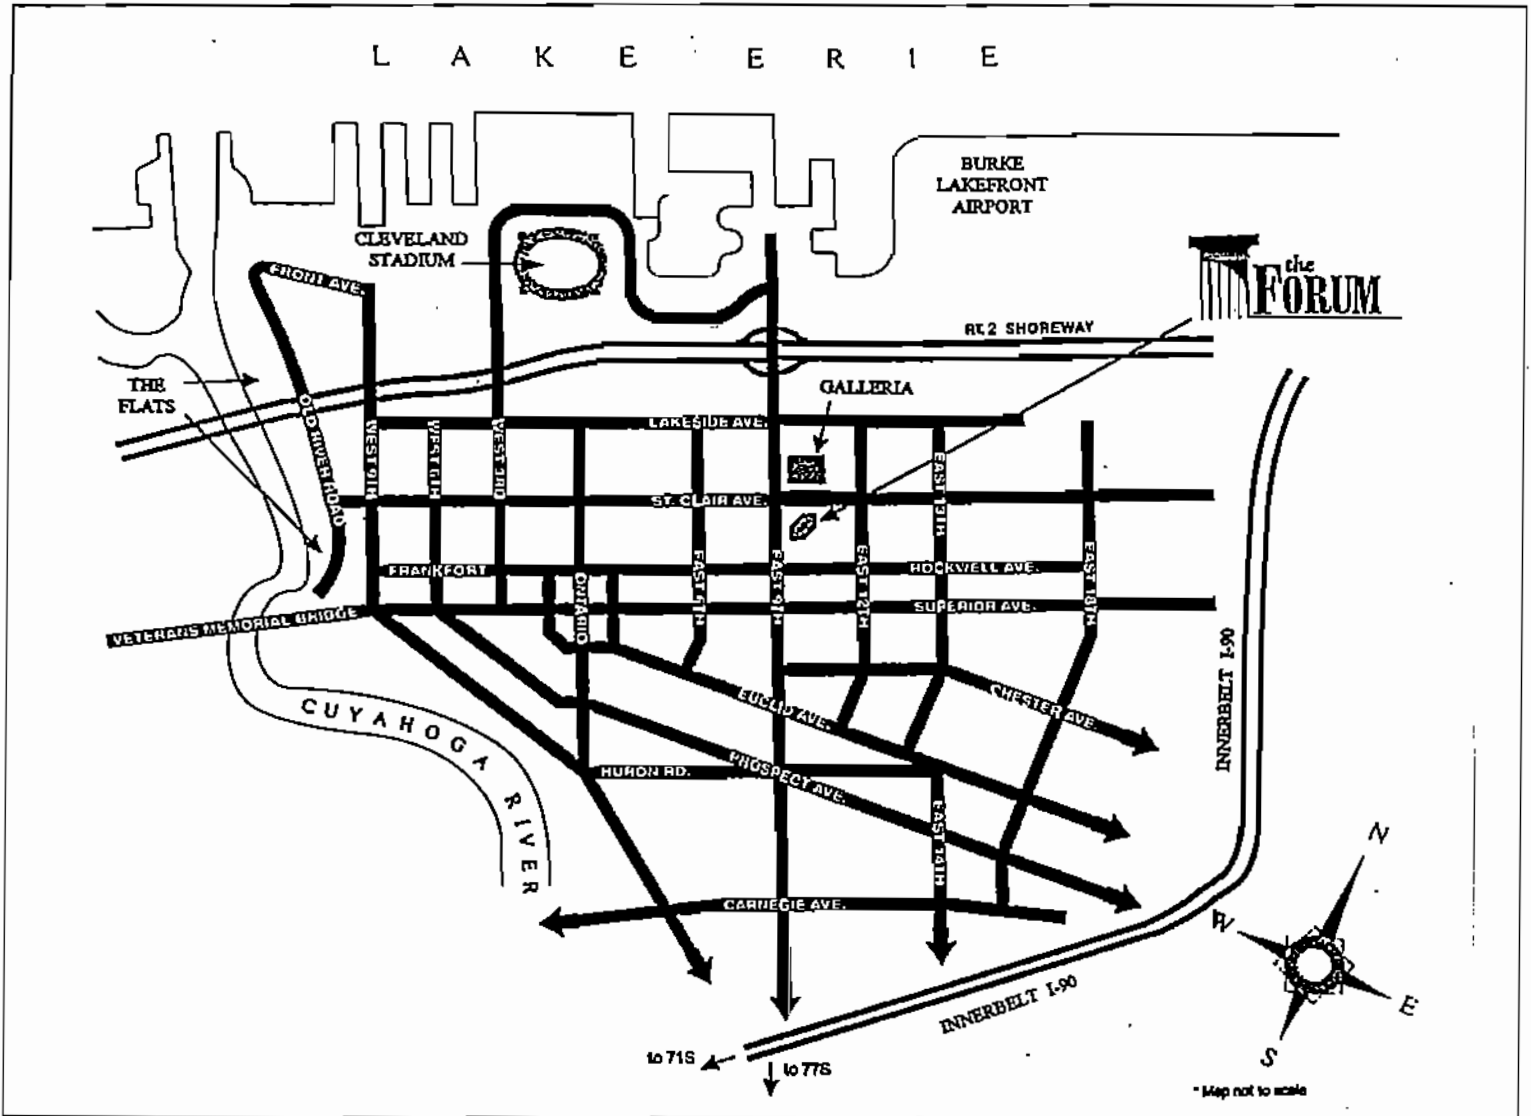 LAKE ERIE
BURKE
LAKEFRONT
AIRPORT
CLEVELAND
STADIUM
the
FORUM
FRONT AVE.
RT. 2 SHOREWAY
THE
FLATS
GALLERIA
OLD RIVER ROAD
LAKESIDE AVE.
WEST 9TH
WEST 6TH
WEST 3RD
EAST 13TH
ST. CLAIR AVE.
FRANKFORT
ROCKWELL AVE.
ONTARIO
EAST 9TH
EAST 12TH
EAST 18TH
VETERANS MEMORIAL BRIDGE
SUPERIOR AVE.
INNERBELT I-90
CUYAHOGA RIVER
EUCLID AVE.
CHESTER AVE.
HURON RD.
PROSPECT AVE.
EAST 14TH
CARNEGIE AVE.
INNERBELT I-90
N
W
E
S
to 71S
to 77S
* Map not to scale